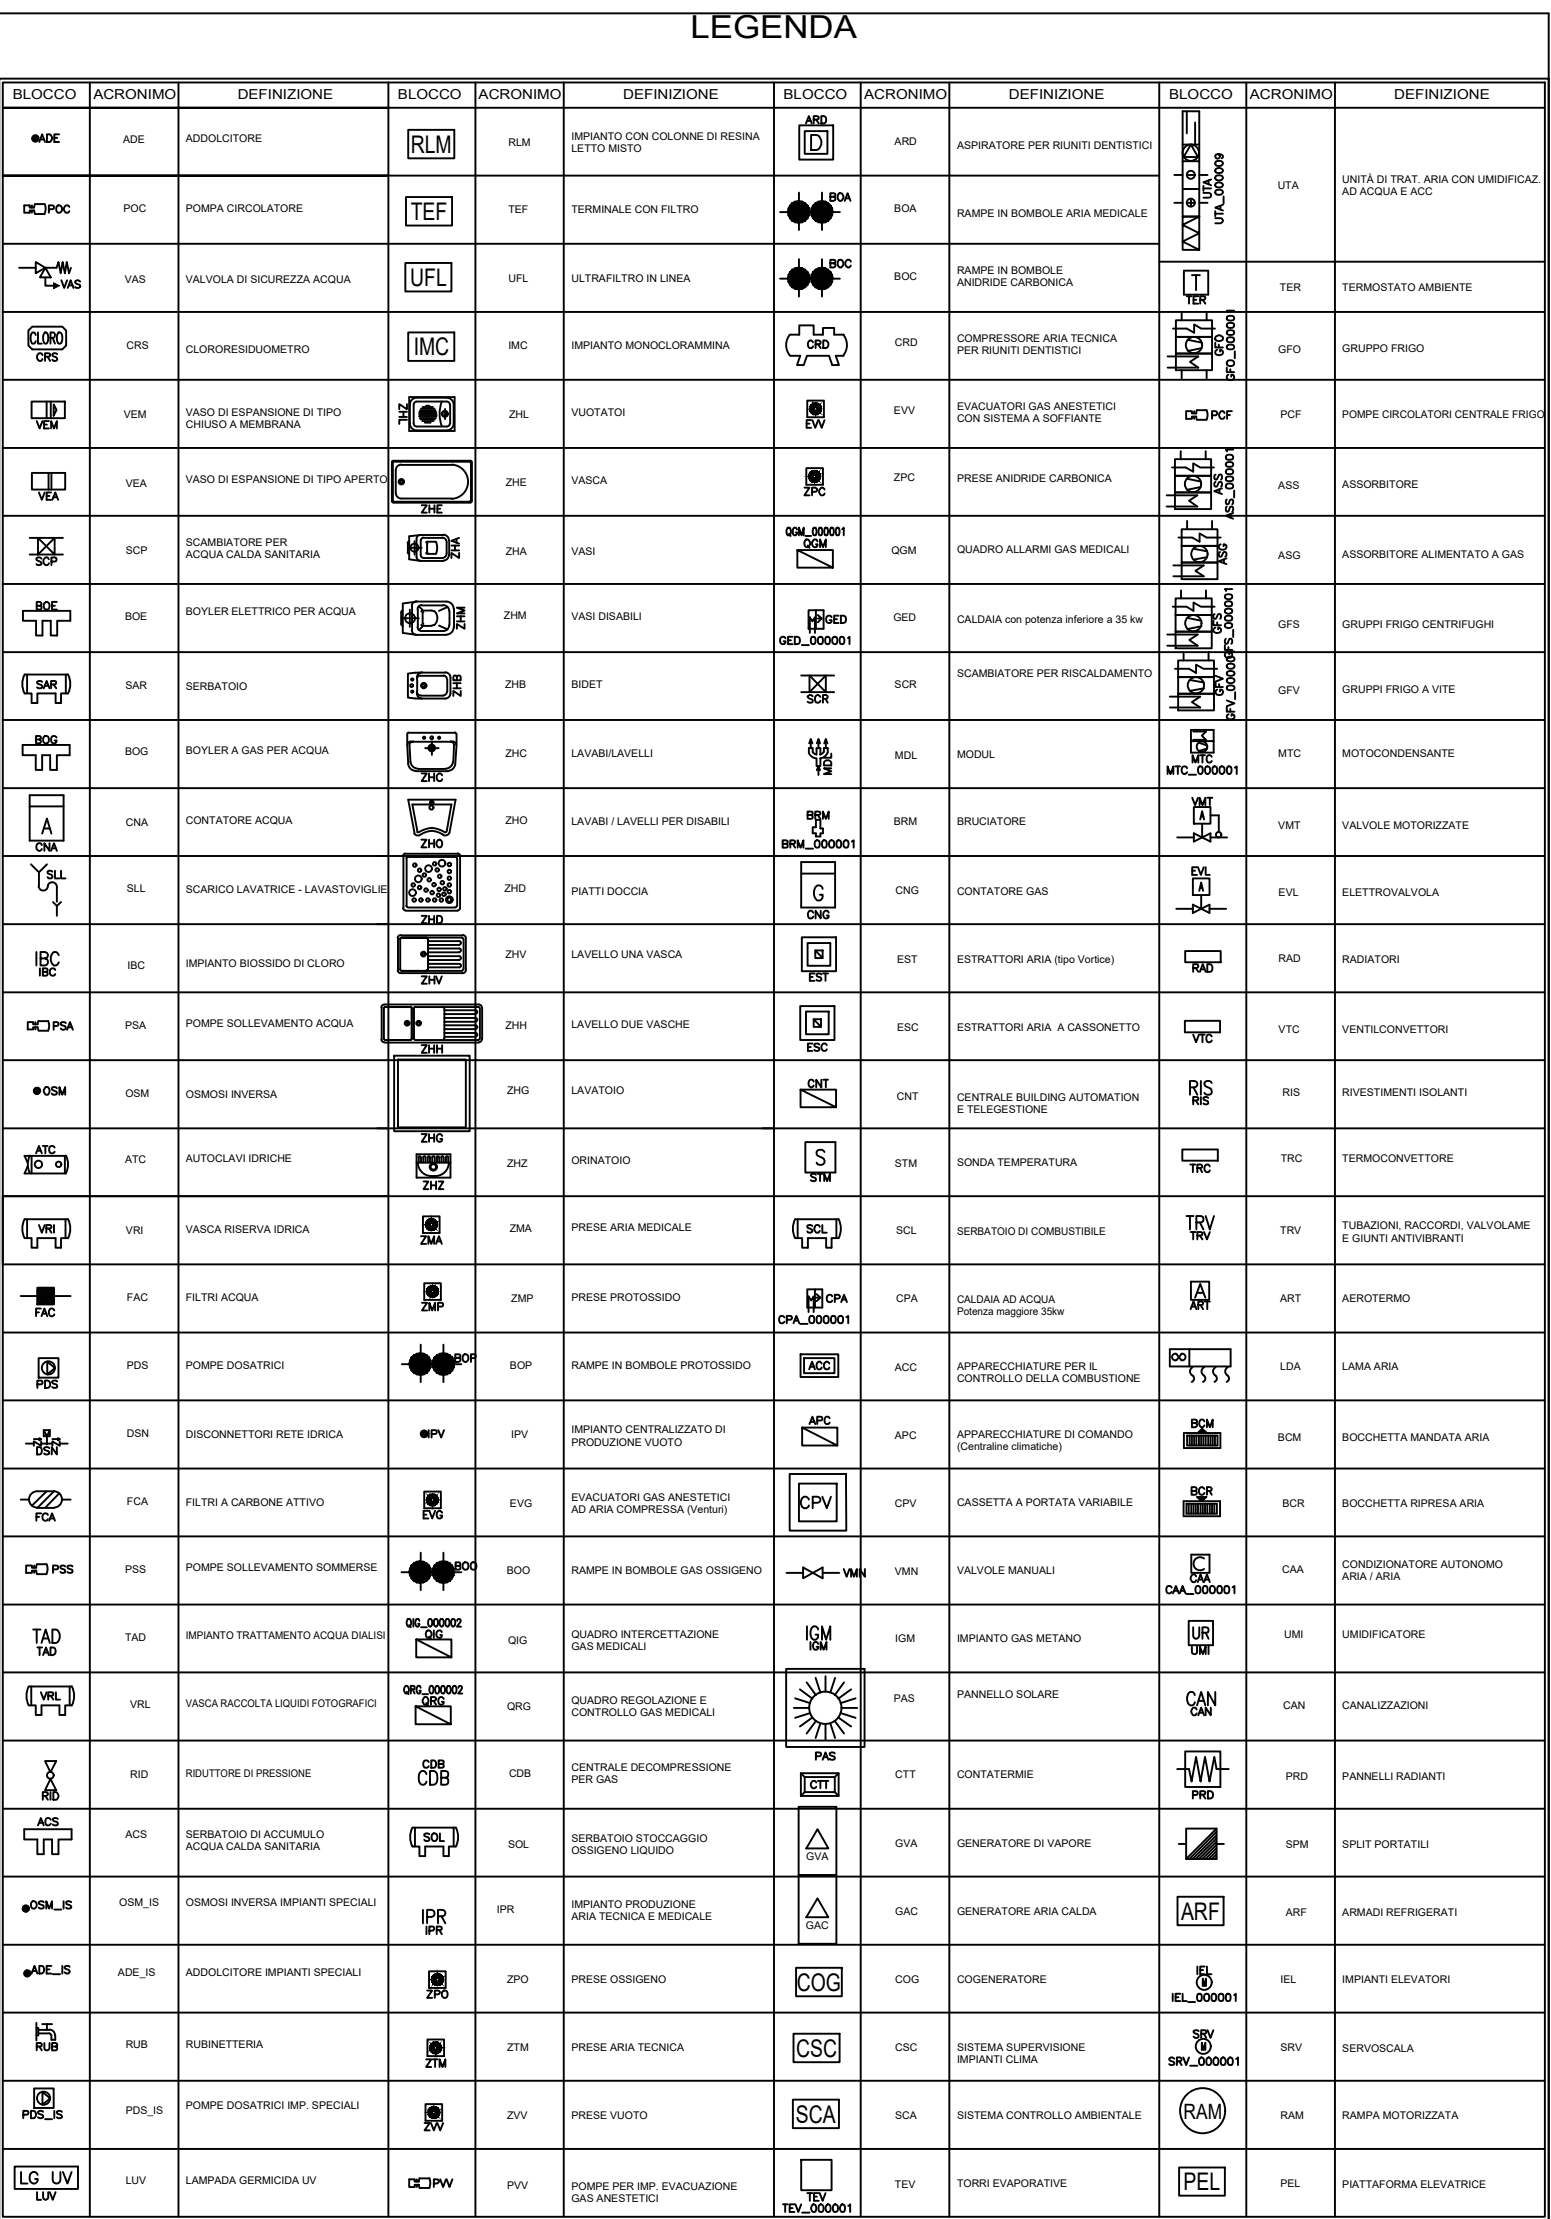 LEGENDA
BLOCCO ACRONIMO DEFINIZIONE BLOCCO ACRONIMO DEFINIZIONE BLOCCO ACRONIMO DEFINIZIONE BLOCCO ACRONIMO DEFINIZIONE
ADE ADE ADDOLCITORE
POC POC POMPA CIRCOLATORE
VAS VAS VALVOLA DI SICUREZZA ACQUA
CLORO
CRS CRS CLORORESIDUOMETRO
VEM VEM VASO DI ESPANSIONE DI TIPO
CHIUSO A MEMBRANA
VEA VEA VASO DI ESPANSIONE DI TIPO APERTO
SCP SCP SCAMBIATORE PER
ACQUA CALDA SANITARIA
BOE BOE BOYLER ELETTRICO PER ACQUA
SAR SAR SERBATOIO
BOG BOG BOYLER A GAS PER ACQUA
A
CNA CNA CONTATORE ACQUA
SLL SLL SCARICO LAVATRICE - LAVASTOVIGLIE
IBC
IBC IBC IMPIANTO BIOSSIDO DI CLORO
PSA PSA POMPE SOLLEVAMENTO ACQUA
OSM OSM OSMOSI INVERSA
ATC ATC AUTOCLAVI IDRICHE
VRI VRI VASCA RISERVA IDRICA
FAC FAC FILTRI ACQUA
PDS PDS POMPE DOSATRICI
DSN DSN DISCONNETTORI RETE IDRICA
FCA FCA FILTRI A CARBONE ATTIVO
PSS PSS POMPE SOLLEVAMENTO SOMMERSE
TAD
TAD TAD IMPIANTO TRATTAMENTO ACQUA DIALISI
VRL VRL VASCA RACCOLTA LIQUIDI FOTOGRAFICI
RID RID RIDUTTORE DI PRESSIONE
ACS ACS SERBATOIO DI ACCUMULO
ACQUA CALDA SANITARIA
OSM_IS OSM_IS OSMOSI INVERSA IMPIANTI SPECIALI
ADE_IS ADE_IS ADDOLCITORE IMPIANTI SPECIALI
RUB RUB RUBINETTERIA
PDS_IS PDS_IS POMPE DOSATRICI IMP. SPECIALI
LG UV
LUV LUV LAMPADA GERMICIDA UV
RLM RLM IMPIANTO CON COLONNE DI RESINA
LETTO MISTO
TEF TEF TERMINALE CON FILTRO
UFL UFL ULTRAFILTRO IN LINEA
IMC IMC IMPIANTO MONOCLORAMMINA
ZHL ZHL VUOTATOI
ZHE ZHE VASCA
ZHA ZHA VASI
ZHM ZHM VASI DISABILI
ZHB ZHB BIDET
ZHC ZHC LAVABI/LAVELLI
ZHO ZHO LAVABI / LAVELLI PER DISABILI
ZHD ZHD PIATTI DOCCIA
ZHV ZHV LAVELLO UNA VASCA
ZHH ZHH LAVELLO DUE VASCHE
ZHG ZHG LAVATOIO
ZHZ ZHZ ORINATOIO
ZMA ZMA PRESE ARIA MEDICALE
ZMP ZMP PRESE PROTOSSIDO
BOP BOP RAMPE IN BOMBOLE PROTOSSIDO
IPV IPV IMPIANTO CENTRALIZZATO DI
PRODUZIONE VUOTO
EVG EVG EVACUATORI GAS ANESTETICI
AD ARIA COMPRESSA (Venturi)
BOO BOO RAMPE IN BOMBOLE GAS OSSIGENO
QIG_000002
QIG QIG QUADRO INTERCETTAZIONE
GAS MEDICALI
QRG_000002
QRG QRG QUADRO REGOLAZIONE E
CONTROLLO GAS MEDICALI
CDB
CDB CDB CENTRALE DECOMPRESSIONE
PER GAS
SOL SOL SERBATOIO STOCCAGGIO
OSSIGENO LIQUIDO
IPR
IPR IPR IMPIANTO PRODUZIONE
ARIA TECNICA E MEDICALE
ZPO ZPO PRESE OSSIGENO
ZTM ZTM PRESE ARIA TECNICA
ZVV ZVV PRESE VUOTO
PVV PVV POMPE PER IMP. EVACUAZIONE
GAS ANESTETICI
ARD
D ARD ASPIRATORE PER RIUNITI DENTISTICI
BOA BOA RAMPE IN BOMBOLE ARIA MEDICALE
BOC BOC RAMPE IN BOMBOLE
ANIDRIDE CARBONICA
CRD CRD COMPRESSORE ARIA TECNICA
PER RIUNITI DENTISTICI
EVV EVV EVACUATORI GAS ANESTETICI
CON SISTEMA A SOFFIANTE
ZPC ZPC PRESE ANIDRIDE CARBONICA
QGM_000001
QGM QGM QUADRO ALLARMI GAS MEDICALI
GED
GED_000001 GED CALDAIA con potenza inferiore a 35 kw
SCR SCR SCAMBIATORE PER RISCALDAMENTO
MDL MDL MODUL
BRM
BRM_000001 BRM BRUCIATORE
G
CNG CNG CONTATORE GAS
EST EST ESTRATTORI ARIA (tipo Vortice)
ESC ESC ESTRATTORI ARIA A CASSONETTO
CNT CNT CENTRALE BUILDING AUTOMATION
E TELEGESTIONE
S
STM STM SONDA TEMPERATURA
SCL SCL SERBATOIO DI COMBUSTIBILE
CPA
CPA_000001 CPA CALDAIA AD ACQUA
Potenza maggiore 35kw
ACC ACC APPARECCHIATURE PER IL
CONTROLLO DELLA COMBUSTIONE
APC APC APPARECCHIATURE DI COMANDO
(Centraline climatiche)
CPV CPV CASSETTA A PORTATA VARIABILE
VMN VMN VALVOLE MANUALI
IGM
IGM IGM IMPIANTO GAS METANO
PAS PAS PANNELLO SOLARE
CTT CTT CONTATERMIE
GVA GVA GENERATORE DI VAPORE
GAC GAC GENERATORE ARIA CALDA
COG COG COGENERATORE
CSC CSC SISTEMA SUPERVISIONE
IMPIANTI CLIMA
SCA SCA SISTEMA CONTROLLO AMBIENTALE
TEV
TEV_000001 TEV TORRI EVAPORATIVE
UTA
UTA_000009 UTA UNITÀ DI TRAT. ARIA CON UMIDIFICAZ.
AD ACQUA E ACC
T
TER TER TERMOSTATO AMBIENTE
GFO
GFO_000001 GFO GRUPPO FRIGO
PCF PCF POMPE CIRCOLATORI CENTRALE FRIGO
ASS
ASS_000001 ASS ASSORBITORE
ASG ASG ASSORBITORE ALIMENTATO A GAS
GFS
GFS_000001 GFS GRUPPI FRIGO CENTRIFUGHI
GFV
GFV_00000 GFV GRUPPI FRIGO A VITE
MTC
MTC_000001 MTC MOTOCONDENSANTE
VMT
A VMT VALVOLE MOTORIZZATE
EVL
A EVL ELETTROVALVOLA
RAD RAD RADIATORI
VTC VTC VENTILCONVETTORI
RIS
RIS RIS RIVESTIMENTI ISOLANTI
TRC TRC TERMOCONVETTORE
TRV
TRV TRV TUBAZIONI, RACCORDI, VALVOLAME
E GIUNTI ANTIVIBRANTI
A
ART ART AEROTERMO
LDA LAMA ARIA
BCM BCM BOCCHETTA MANDATA ARIA
BCR BCR BOCCHETTA RIPRESA ARIA
C
CAA
CAA_000001 CAA CONDIZIONATORE AUTONOMO
ARIA / ARIA
UR
UMI UMI UMIDIFICATORE
CAN
CAN CAN CANALIZZAZIONI
PRD PRD PANNELLI RADIANTI
SPM SPLIT PORTATILI
ARF ARF ARMADI REFRIGERATI
IEL
M
IEL_000001 IEL IMPIANTI ELEVATORI
SRV
M
SRV_000001 SRV SERVOSCALA
RAM RAM RAMPA MOTORIZZATA
PEL PEL PIATTAFORMA ELEVATRICE